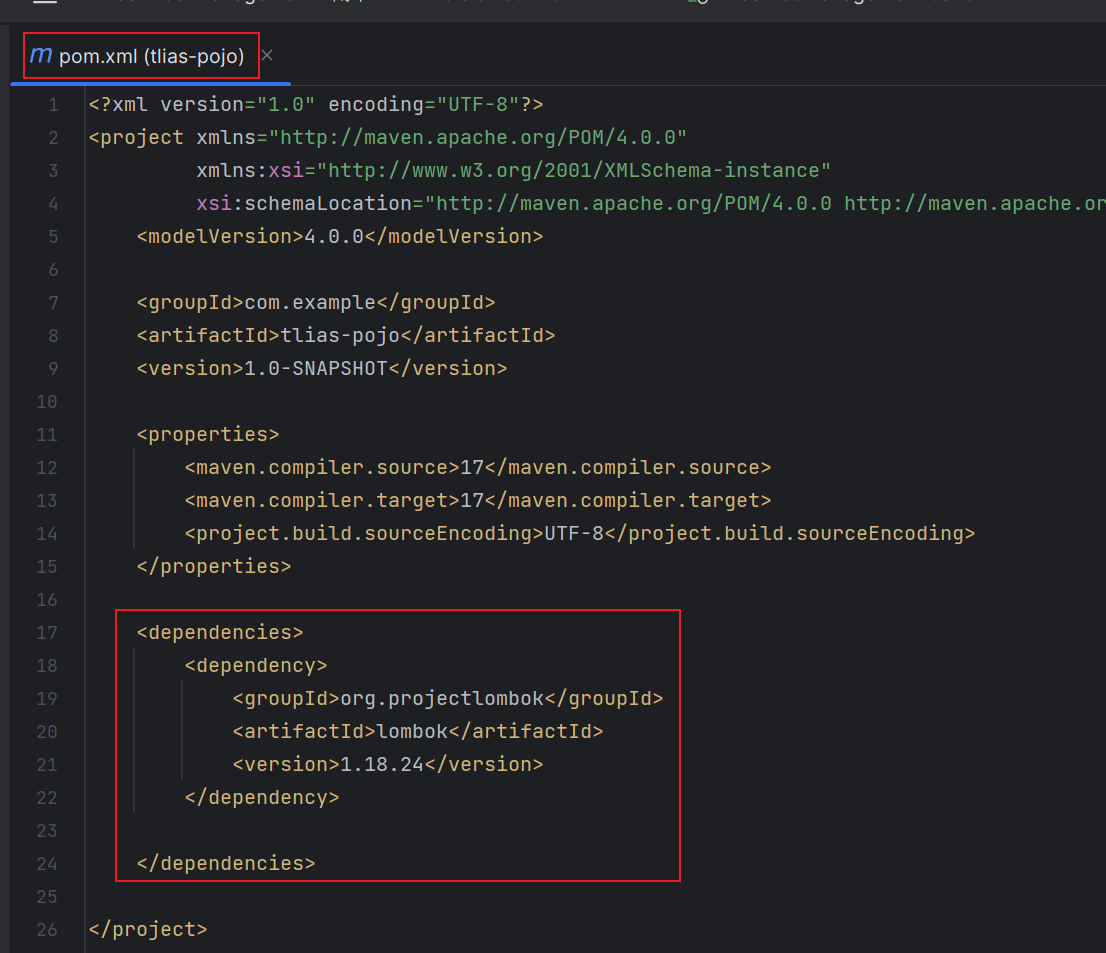 m pom.xml (tlias-pojo) ×
1 <?xml version="1.0" encoding="UTF-8"?>
2 <project xmlns="http://maven.apache.org/POM/4.0.0"
3 xmlns:xsi="http://www.w3.org/2001/XMLSchema-instance"
4 xsi:schemaLocation="http://maven.apache.org/POM/4.0.0 http://maven.apache.or
5 <modelVersion>4.0.0</modelVersion>
6
7 <groupId>com.example</groupId>
8 <artifactId>tlias-pojo</artifactId>
9 <version>1.0-SNAPSHOT</version>
10
11 <properties>
12 <maven.compiler.source>17</maven.compiler.source>
13 <maven.compiler.target>17</maven.compiler.target>
14 <project.build.sourceEncoding>UTF-8</project.build.sourceEncoding>
15 </properties>
16
17 <dependencies>
18 <dependency>
19 <groupId>org.projectlombok</groupId>
20 <artifactId>lombok</artifactId>
21 <version>1.18.24</version>
22 </dependency>
23
24 </dependencies>
25
26 </project>